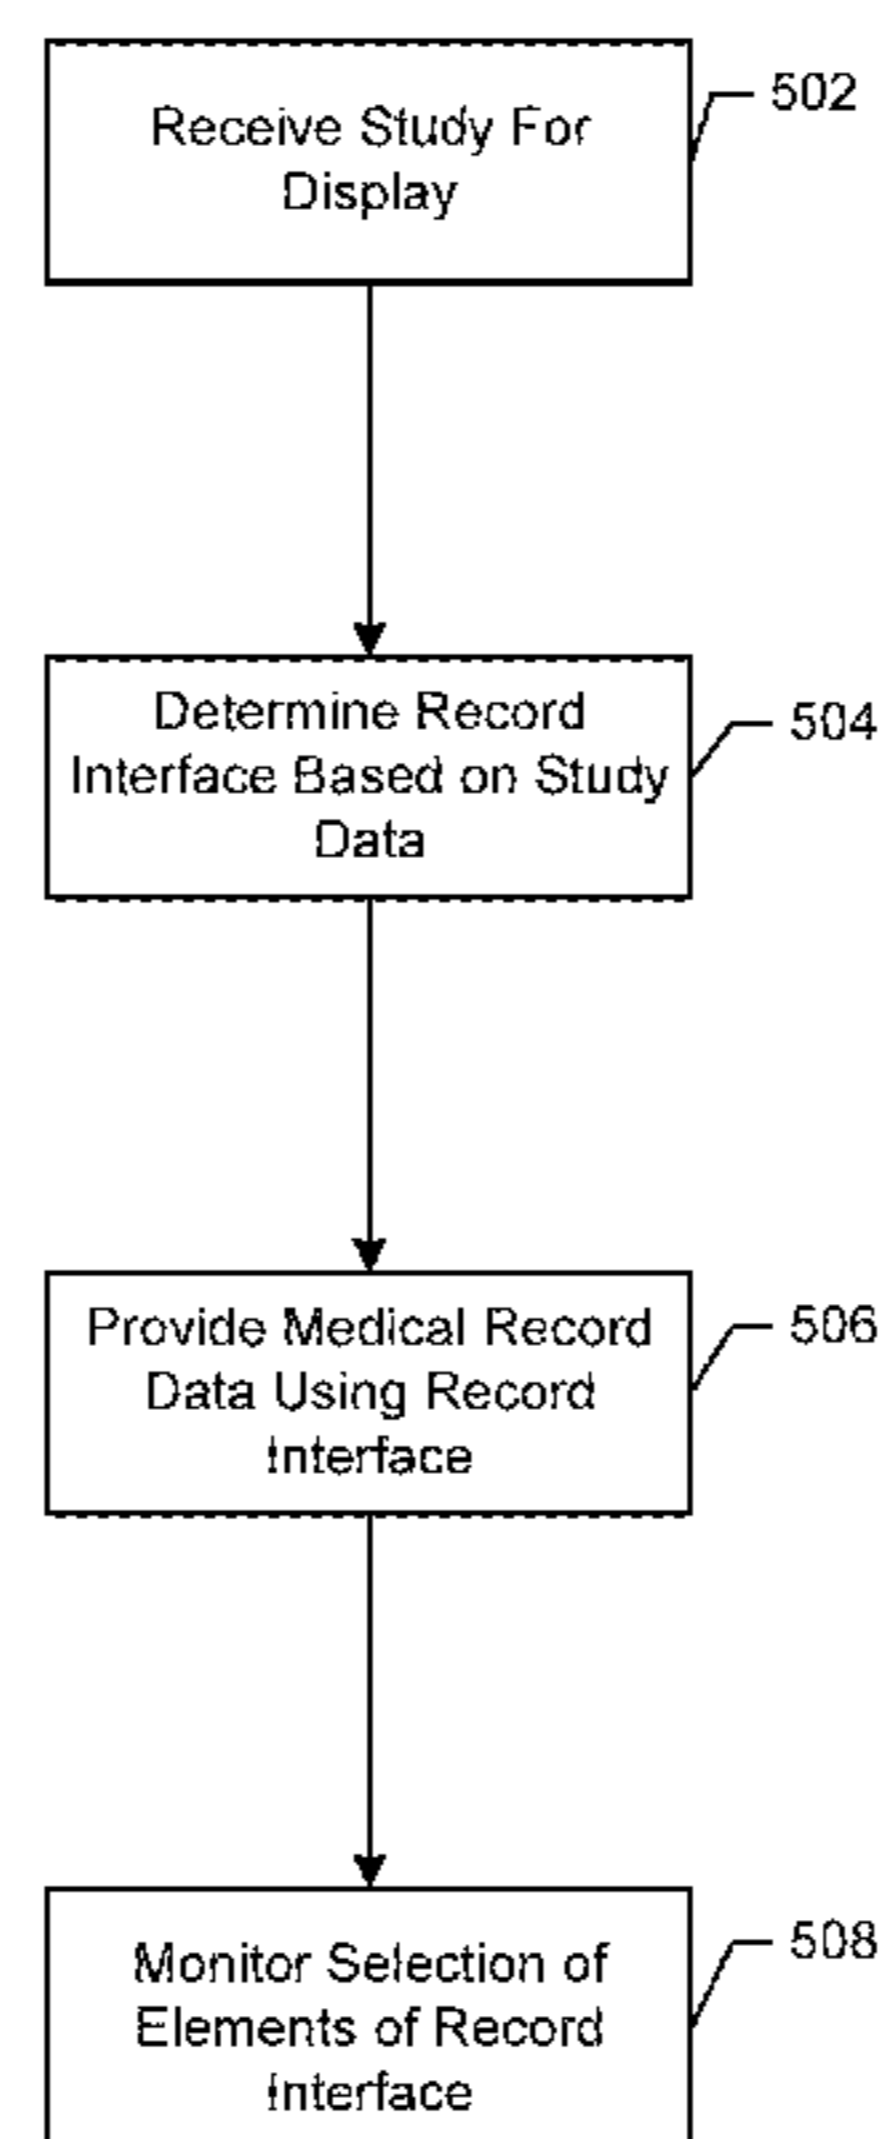 Receive Study For
Display
502
Determine Record
Interface Based on Study
Data
504
Provide Medical Record
Data Using Record
Interface
506
Monitor Selection of
Elements of Record
Interface
508